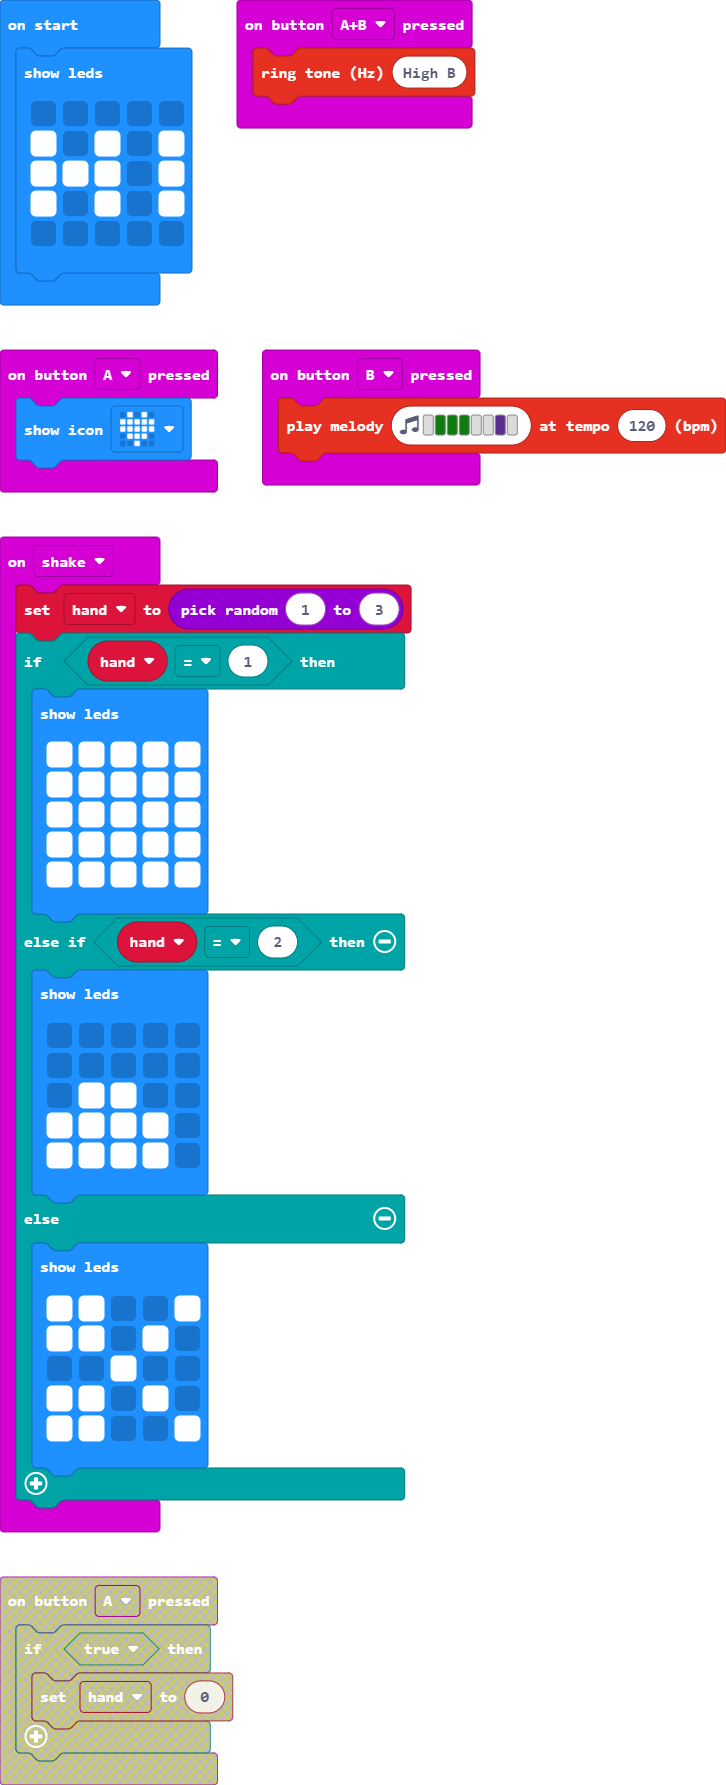 on start
show leds
on button A+B pressed
ring tone (Hz) High B
on button A pressed
show icon
on button B pressed
play melody at tempo 120 (bpm)
on shake
set hand to pick random 1 to 3
if hand = 1 then
show leds
else if hand = 2 then
show leds
else
show leds
on button A pressed
if true then
set hand to 0